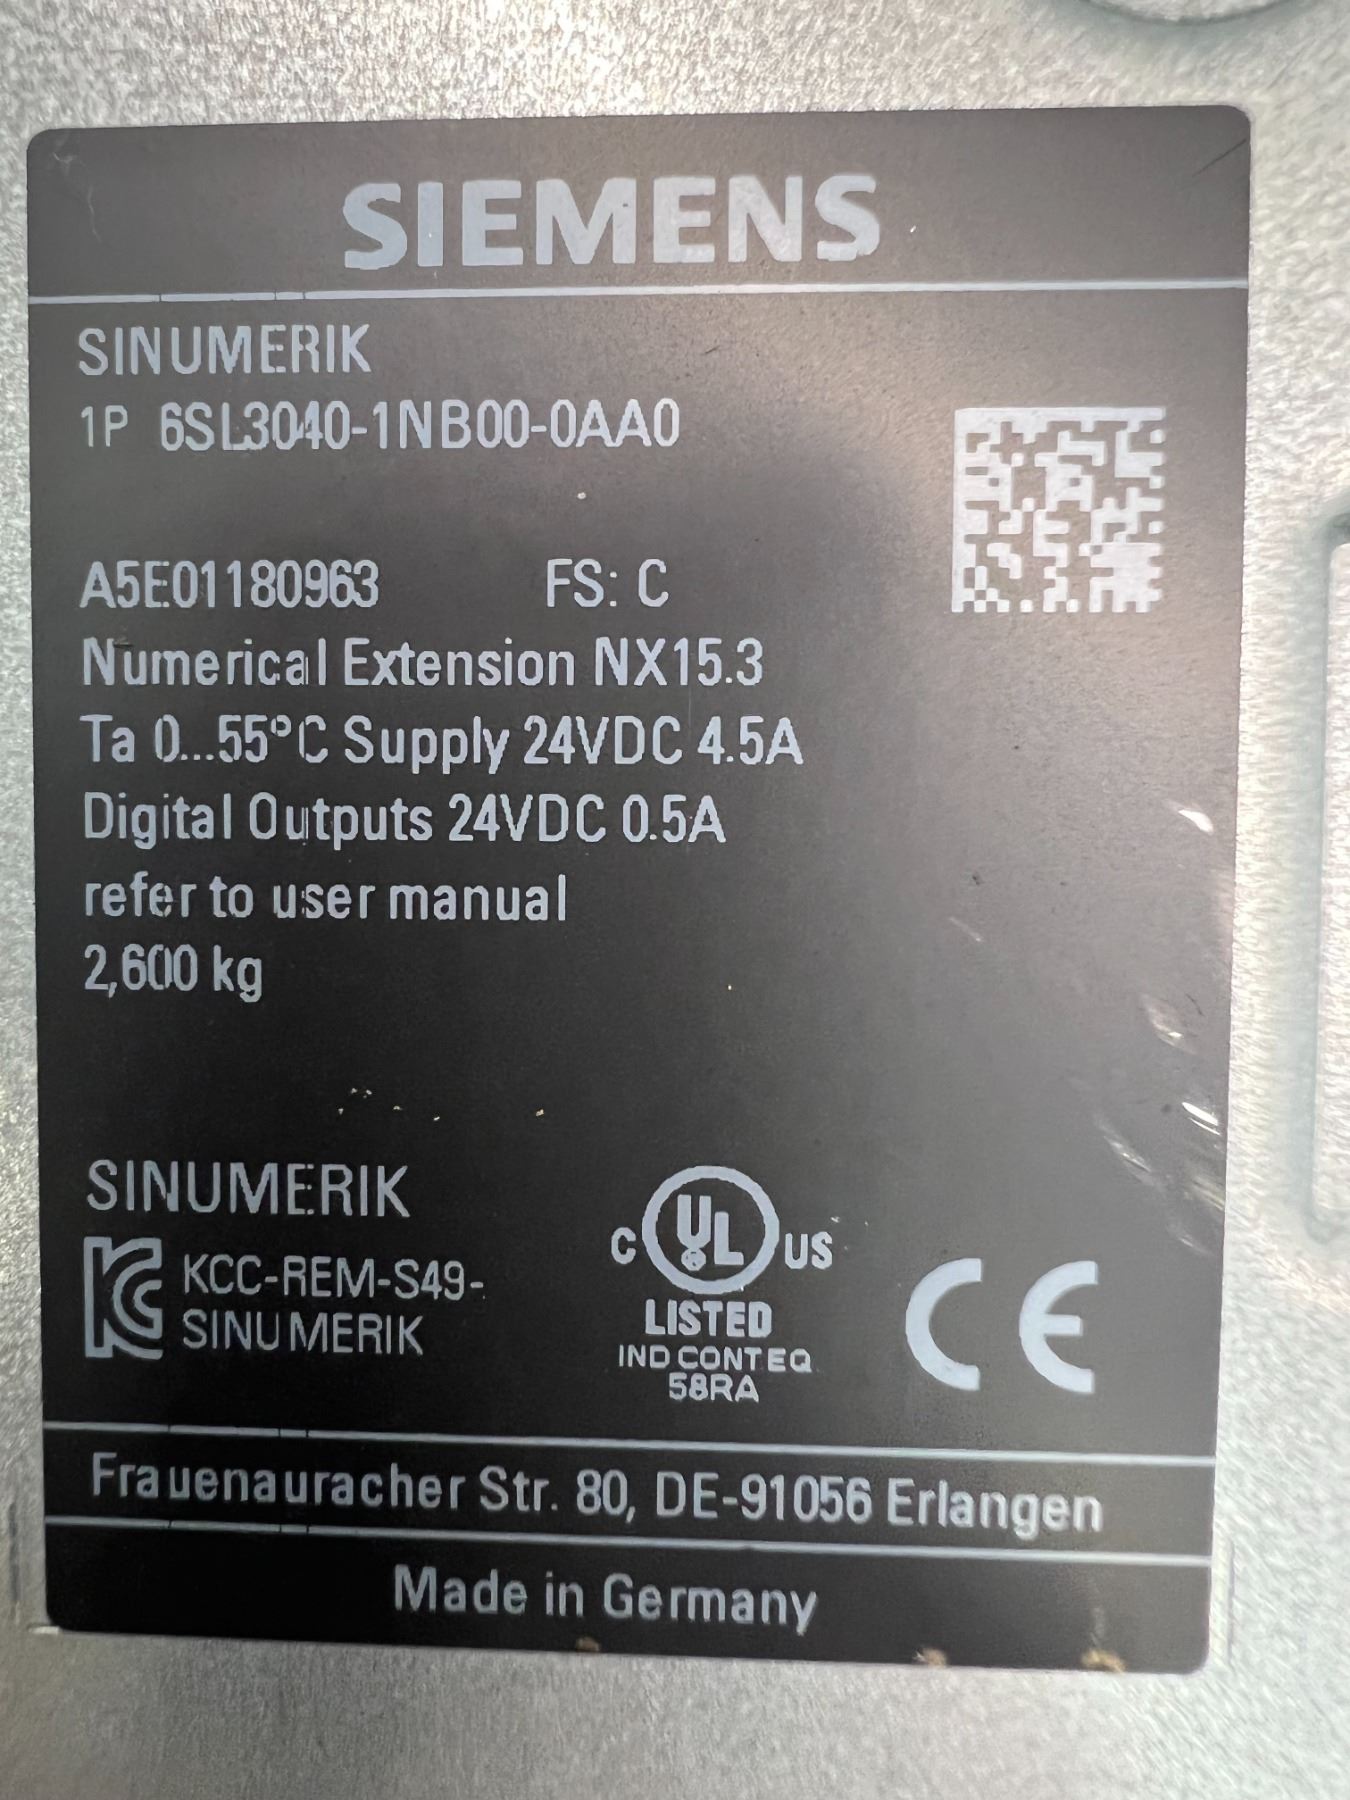 SIEMENS
SINUMERIK
1P 6SL3040-1NB00-0AA0
A5E01180963 FS: C
Numerical Extension NX15.3
Ta 0...55°C Supply 24VDC 4.5A
Digital Outputs 24VDC 0.5A
refer to user manual
2,600 kg
SINUMERIK
KCC-REM-S49-
SINUMERIK
C UL US
LISTED
IND CONT EQ
58RA
CE
Frauenauracher Str. 80, DE-91056 Erlangen
Made in Germany